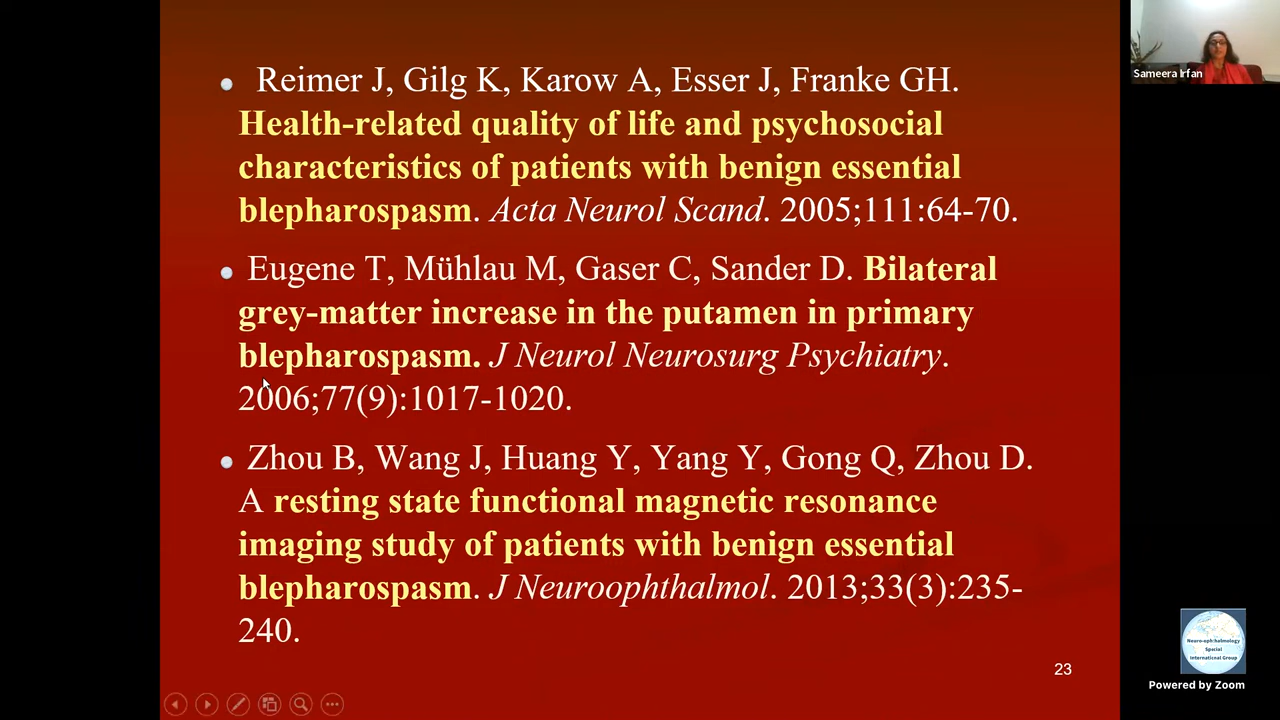 Reimer J, Gilg K, Karow A, Esser J, Franke GH.
Health-related quality of life and psychosocial
characteristics of patients with benign essential
blepharospasm. Acta Neurol Scand. 2005;111:64-70.
Eugene T, Mühlau M, Gaser C, Sander D. Bilateral
grey-matter increase in the putamen in primary
blepharospasm. J Neurol Neurosurg Psychiatry.
2006;77(9):1017-1020.
Zhou B, Wang J, Huang Y, Yang Y, Gong Q, Zhou D.
A resting state functional magnetic resonance
imaging study of patients with benign essential
blepharospasm. J Neuroophthalmol. 2013;33(3):235-
240.
23
Sameera Irfan
Neuro-ophthalmology
Special
International Group
Powered by Zoom